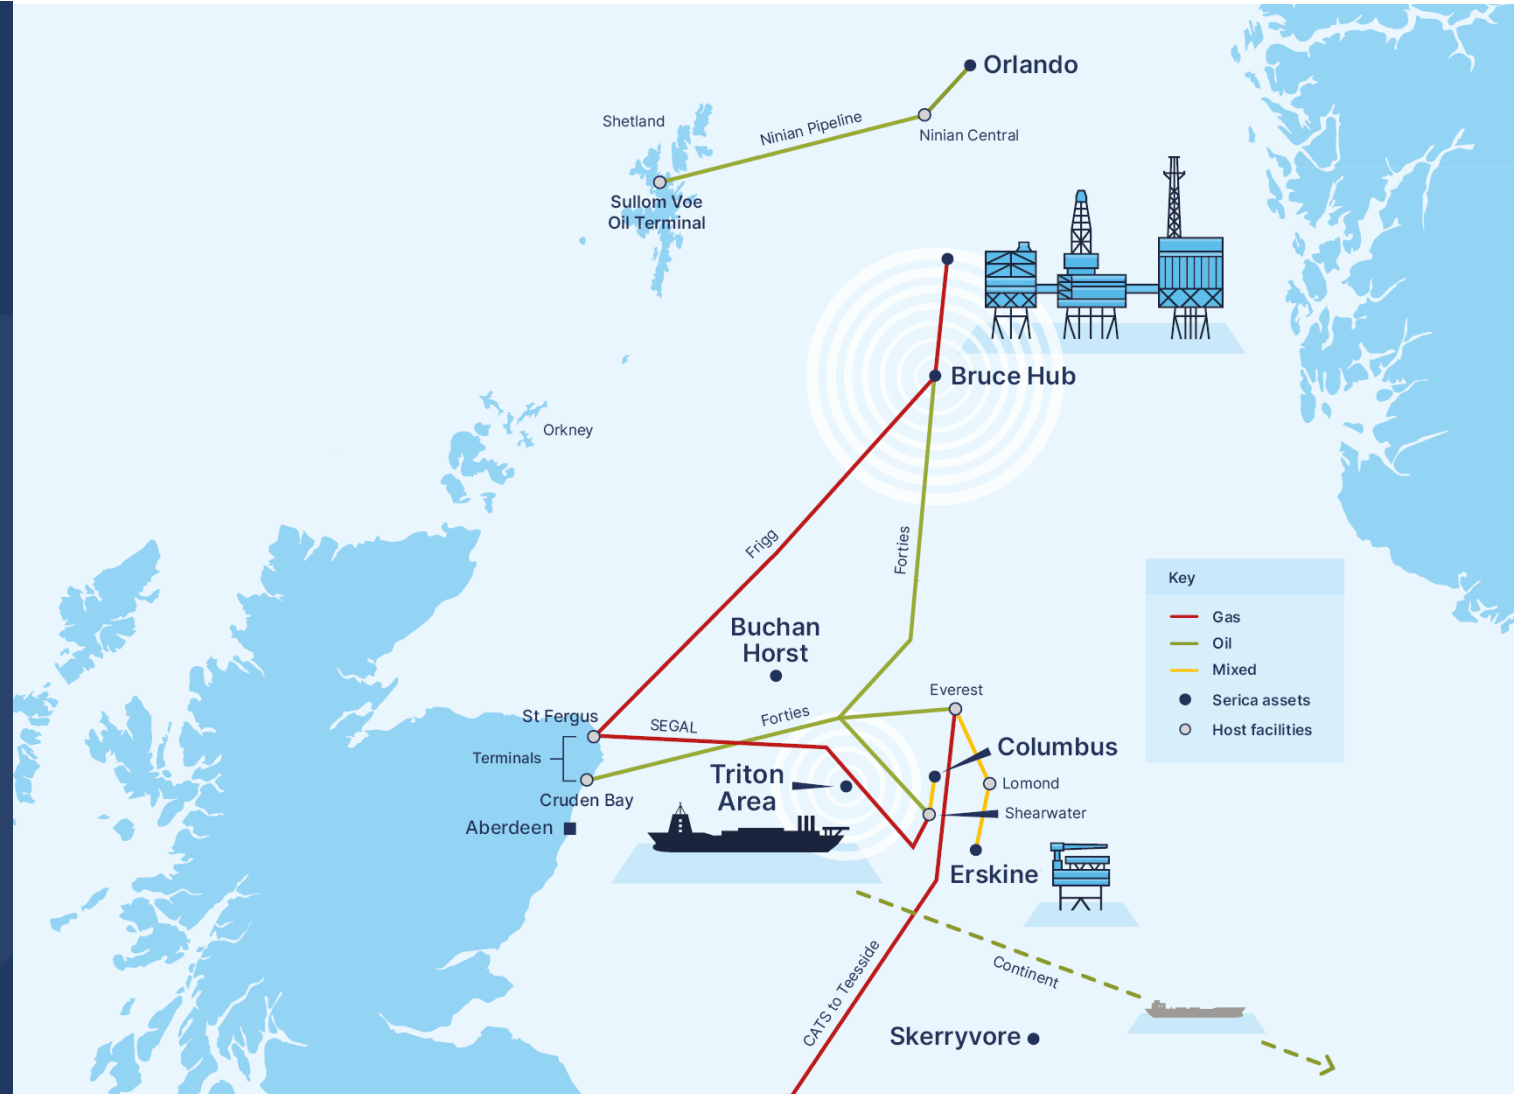 Orlando
Ninian Pipeline
Shetland
Ninian Central
Sullom Voe
Oil Terminal
Bruce Hub
Orkney
Frigg
Forties
Key
Gas
Oil
Mixed
Serica assets
Host facilities
Buchan
Horst
Everest
St Fergus
SEGAL
Forties
Columbus
Terminals
Triton
Area
Lomond
Cruden Bay
Shearwater
Aberdeen
Erskine
Continent
CATS to Teesside
Skerryvore